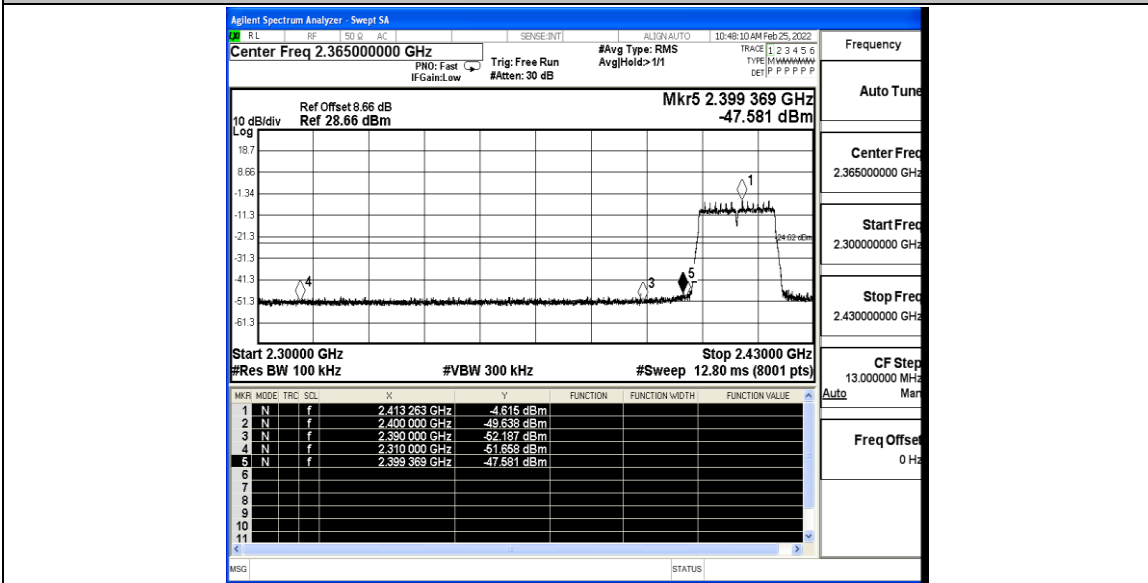 Agilent Spectrum Analyzer - Swept SA
LXI RL RF 50 Ω AC SENSE:INT ALIGN AUTO 10:48:10 AM Feb 25, 2022
Center Freq 2.365000000 GHz
PNO: Fast
IFGain:Low
Trig: Free Run
#Atten: 30 dB
#Avg Type: RMS
Avg|Hold:>1/1
TRACE 1 2 3 4 5 6
TYPE MWWWWW
DET P P P P P P
Ref Offset 8.66 dB
10 dB/div Ref 28.66 dBm
Log
Mkr5 2.399 369 GHz
-47.581 dBm
18.7
8.66
-1.34
-11.3
-21.3
-31.3
-41.3
-51.3
-61.3
1
-24.62 dBm
4
3
5
Start 2.30000 GHz Stop 2.43000 GHz
#Res BW 100 kHz #VBW 300 kHz #Sweep 12.80 ms (8001 pts)
MKR MODE TRC SCL X Y FUNCTION FUNCTION WIDTH FUNCTION VALUE
1 N f 2.413 263 GHz -4.615 dBm
2 N f 2.400 000 GHz -49.638 dBm
3 N f 2.390 000 GHz -52.187 dBm
4 N f 2.310 000 GHz -51.658 dBm
5 N f 2.399 369 GHz -47.581 dBm
6
7
8
9
10
11
MSG STATUS
Frequency
Auto Tune
Center Freq
2.365000000 GHz
Start Freq
2.300000000 GHz
Stop Freq
2.430000000 GHz
CF Step
13.000000 MHz
Auto Man
Freq Offset
0 Hz